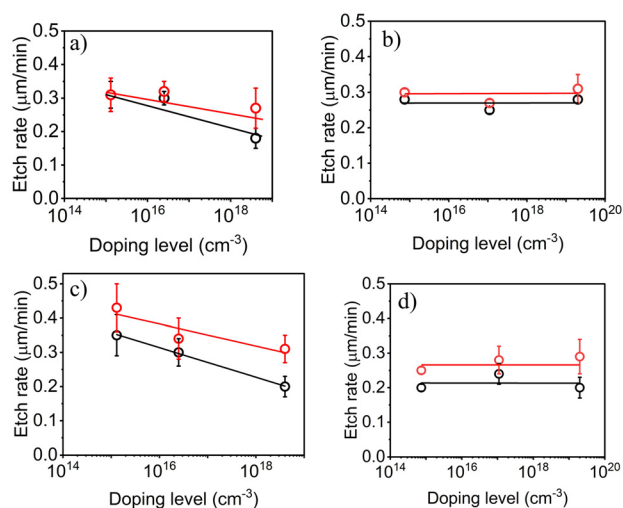 a)
Etch rate (μm/min)
0.5
0.4
0.3
0.2
0.1
0.0
10^14 10^16 10^18
Doping level (cm^-3)
b)
Etch rate (μm/min)
0.5
0.4
0.3
0.2
0.1
0.0
10^14 10^16 10^18 10^20
Doping level (cm^-3)
c)
Etch rate (μm/min)
0.5
0.4
0.3
0.2
0.1
0.0
10^14 10^16 10^18
Doping level (cm^-3)
d)
Etch rate (μm/min)
0.5
0.4
0.3
0.2
0.1
0.0
10^14 10^16 10^18 10^20
Doping level (cm^-3)